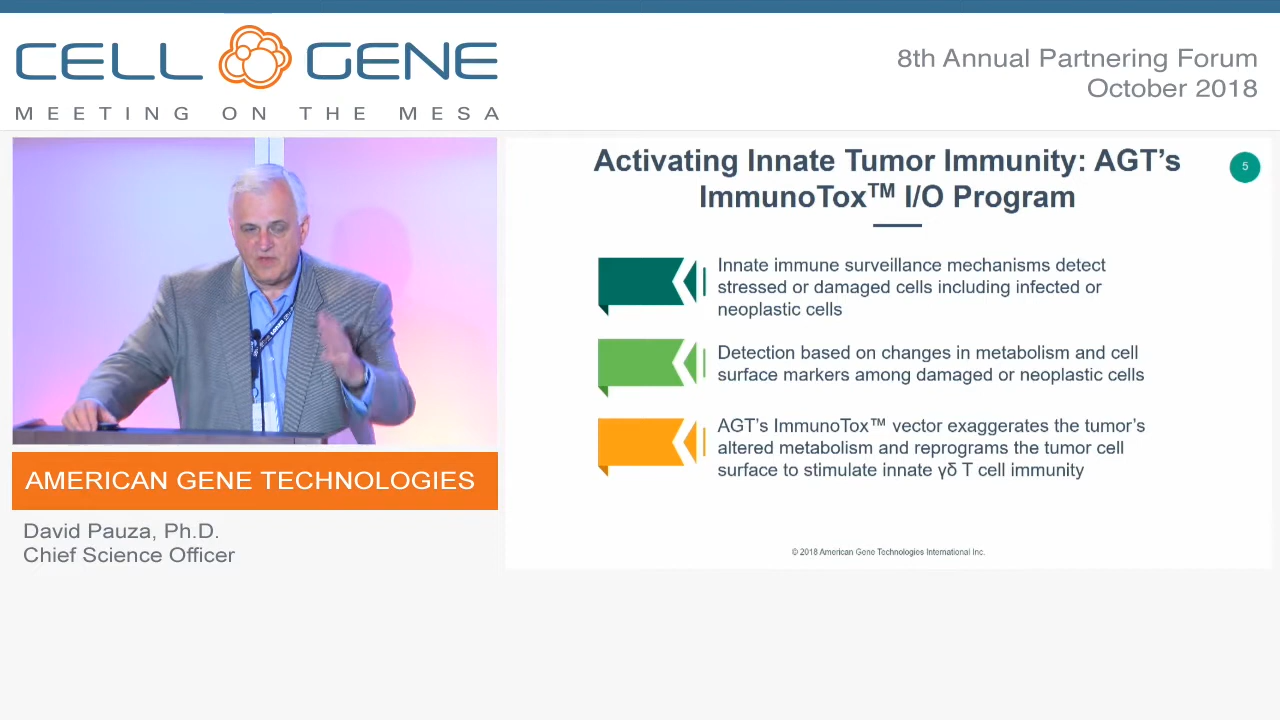 CELL GENE
MEETING ON THE MESA
8th Annual Partnering Forum
October 2018
Activating Innate Tumor Immunity: AGT’s
ImmunoTox™ I/O Program
5
Innate immune surveillance mechanisms detect
stressed or damaged cells including infected or
neoplastic cells
Detection based on changes in metabolism and cell
surface markers among damaged or neoplastic cells
AGT’s ImmunoTox™ vector exaggerates the tumor’s
altered metabolism and reprograms the tumor cell
surface to stimulate innate γδ T cell immunity
© 2018 American Gene Technologies International Inc.
AMERICAN GENE TECHNOLOGIES
David Pauza, Ph.D.
Chief Science Officer